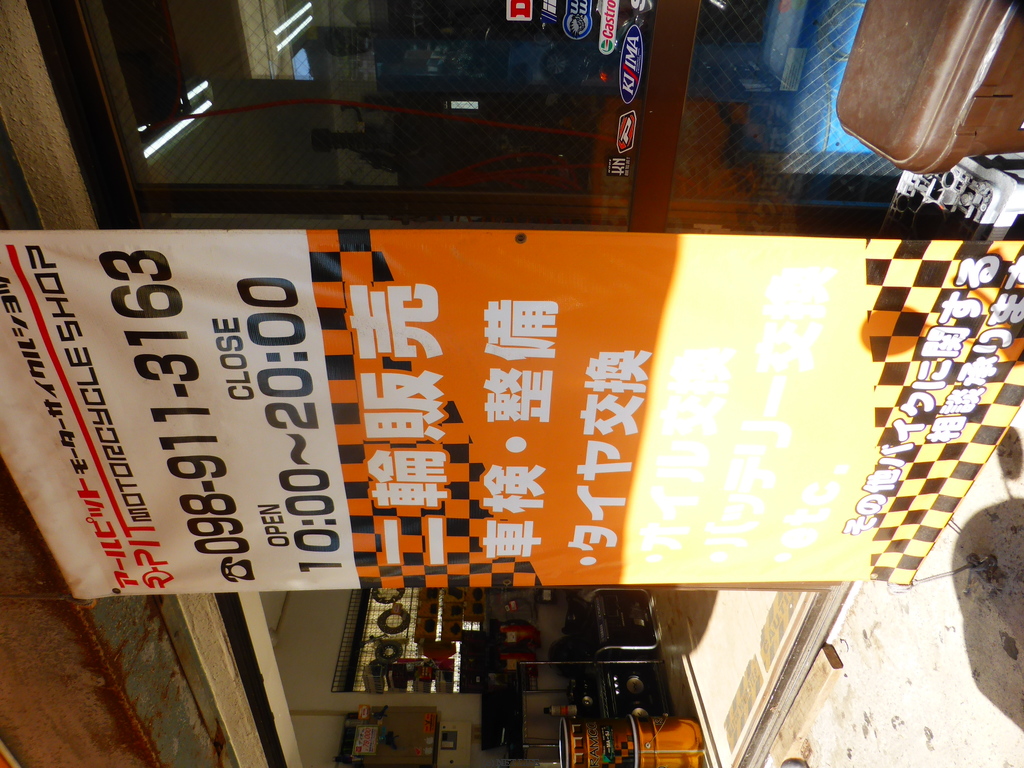 アールピットモーターサイクルショップ
MOTORCYCLE SHOP
☎098-911-3163
OPEN CLOSE
10:00～20:00
二輪販売
車検・整備
・タイヤ交換
・オイル交換
・バッテリー交換
・etc.
その他バイクに関する
相談承りま
Castrol
KIJIMA